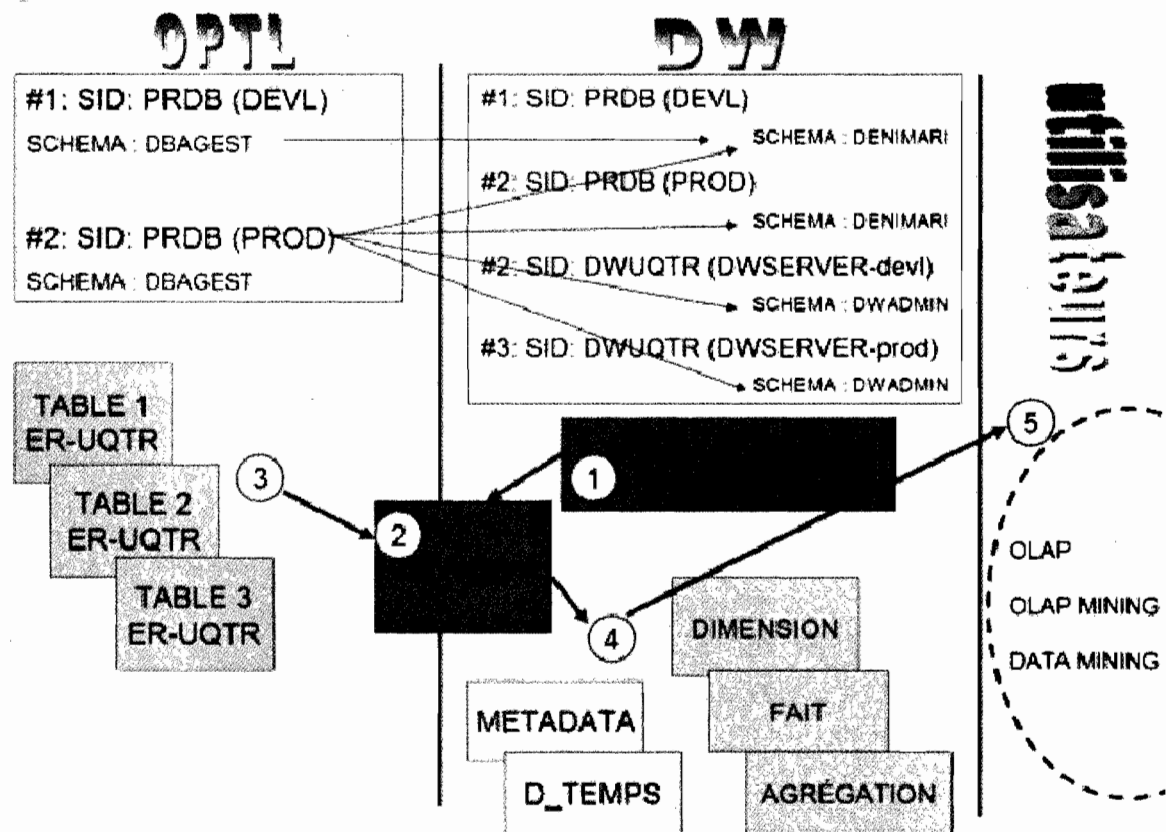 OPTL
#1: SID: PRDB (DEVL)
SCHEMA : DBAGEST
#2: SID: PRDB (PROD)
SCHEMA : DBAGEST
DW
#1: SID: PRDB (DEVL)
SCHEMA : DENIMARI
#2: SID: PRDB (PROD)
SCHEMA : DENIMARI
#2: SID: DWUQTR (DWSERVER-devl)
SCHEMA : DWADMIN
#3: SID: DWUQTR (DWSERVER-prod)
SCHEMA : DWADMIN
utilisateurs
TABLE 1
ER-UQTR
TABLE 2
ER-UQTR
TABLE 3
ER-UQTR
3
2
1
4
5
METADATA
D_TEMPS
DIMENSION
FAIT
AGRÉGATION
OLAP
OLAP MINING
DATA MINING